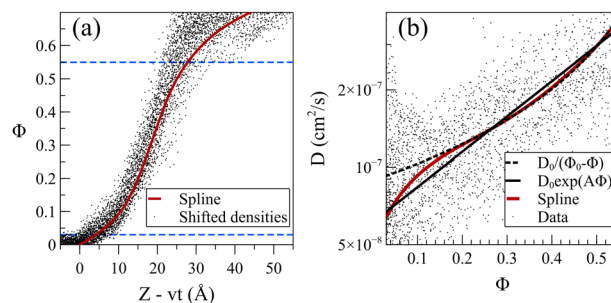 (a)
0.6
0.5
0.4
0.3
0.2
0.1
0
Φ
Spline
Shifted densities
0 10 20 30 40 50
Z - vt (Å)
(b)
D (cm²/s)
2×10⁻⁷
1×10⁻⁷
5×10⁻⁸
D₀/(Φ₀-Φ)
D₀exp(AΦ)
Spline
Data
0.1 0.2 0.3 0.4 0.5
Φ